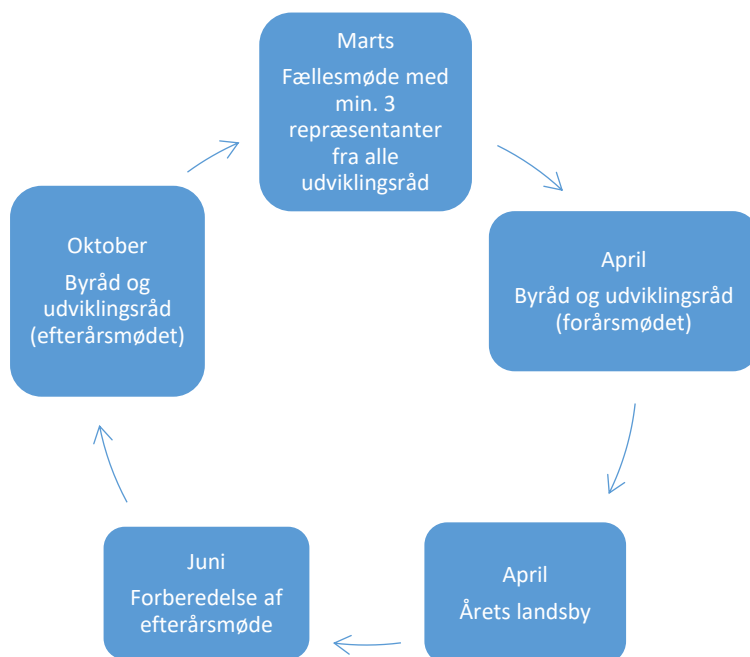 Marts
Fællesmøde med
min. 3
repræsentanter
fra alle
udviklingsråd
April
Byråd og udviklingsråd
(forårsmødet)
April
Årets landsby
Juni
Forberedelse af
efterårsmøde
Oktober
Byråd og
udviklingsråd
(efterårsmødet)